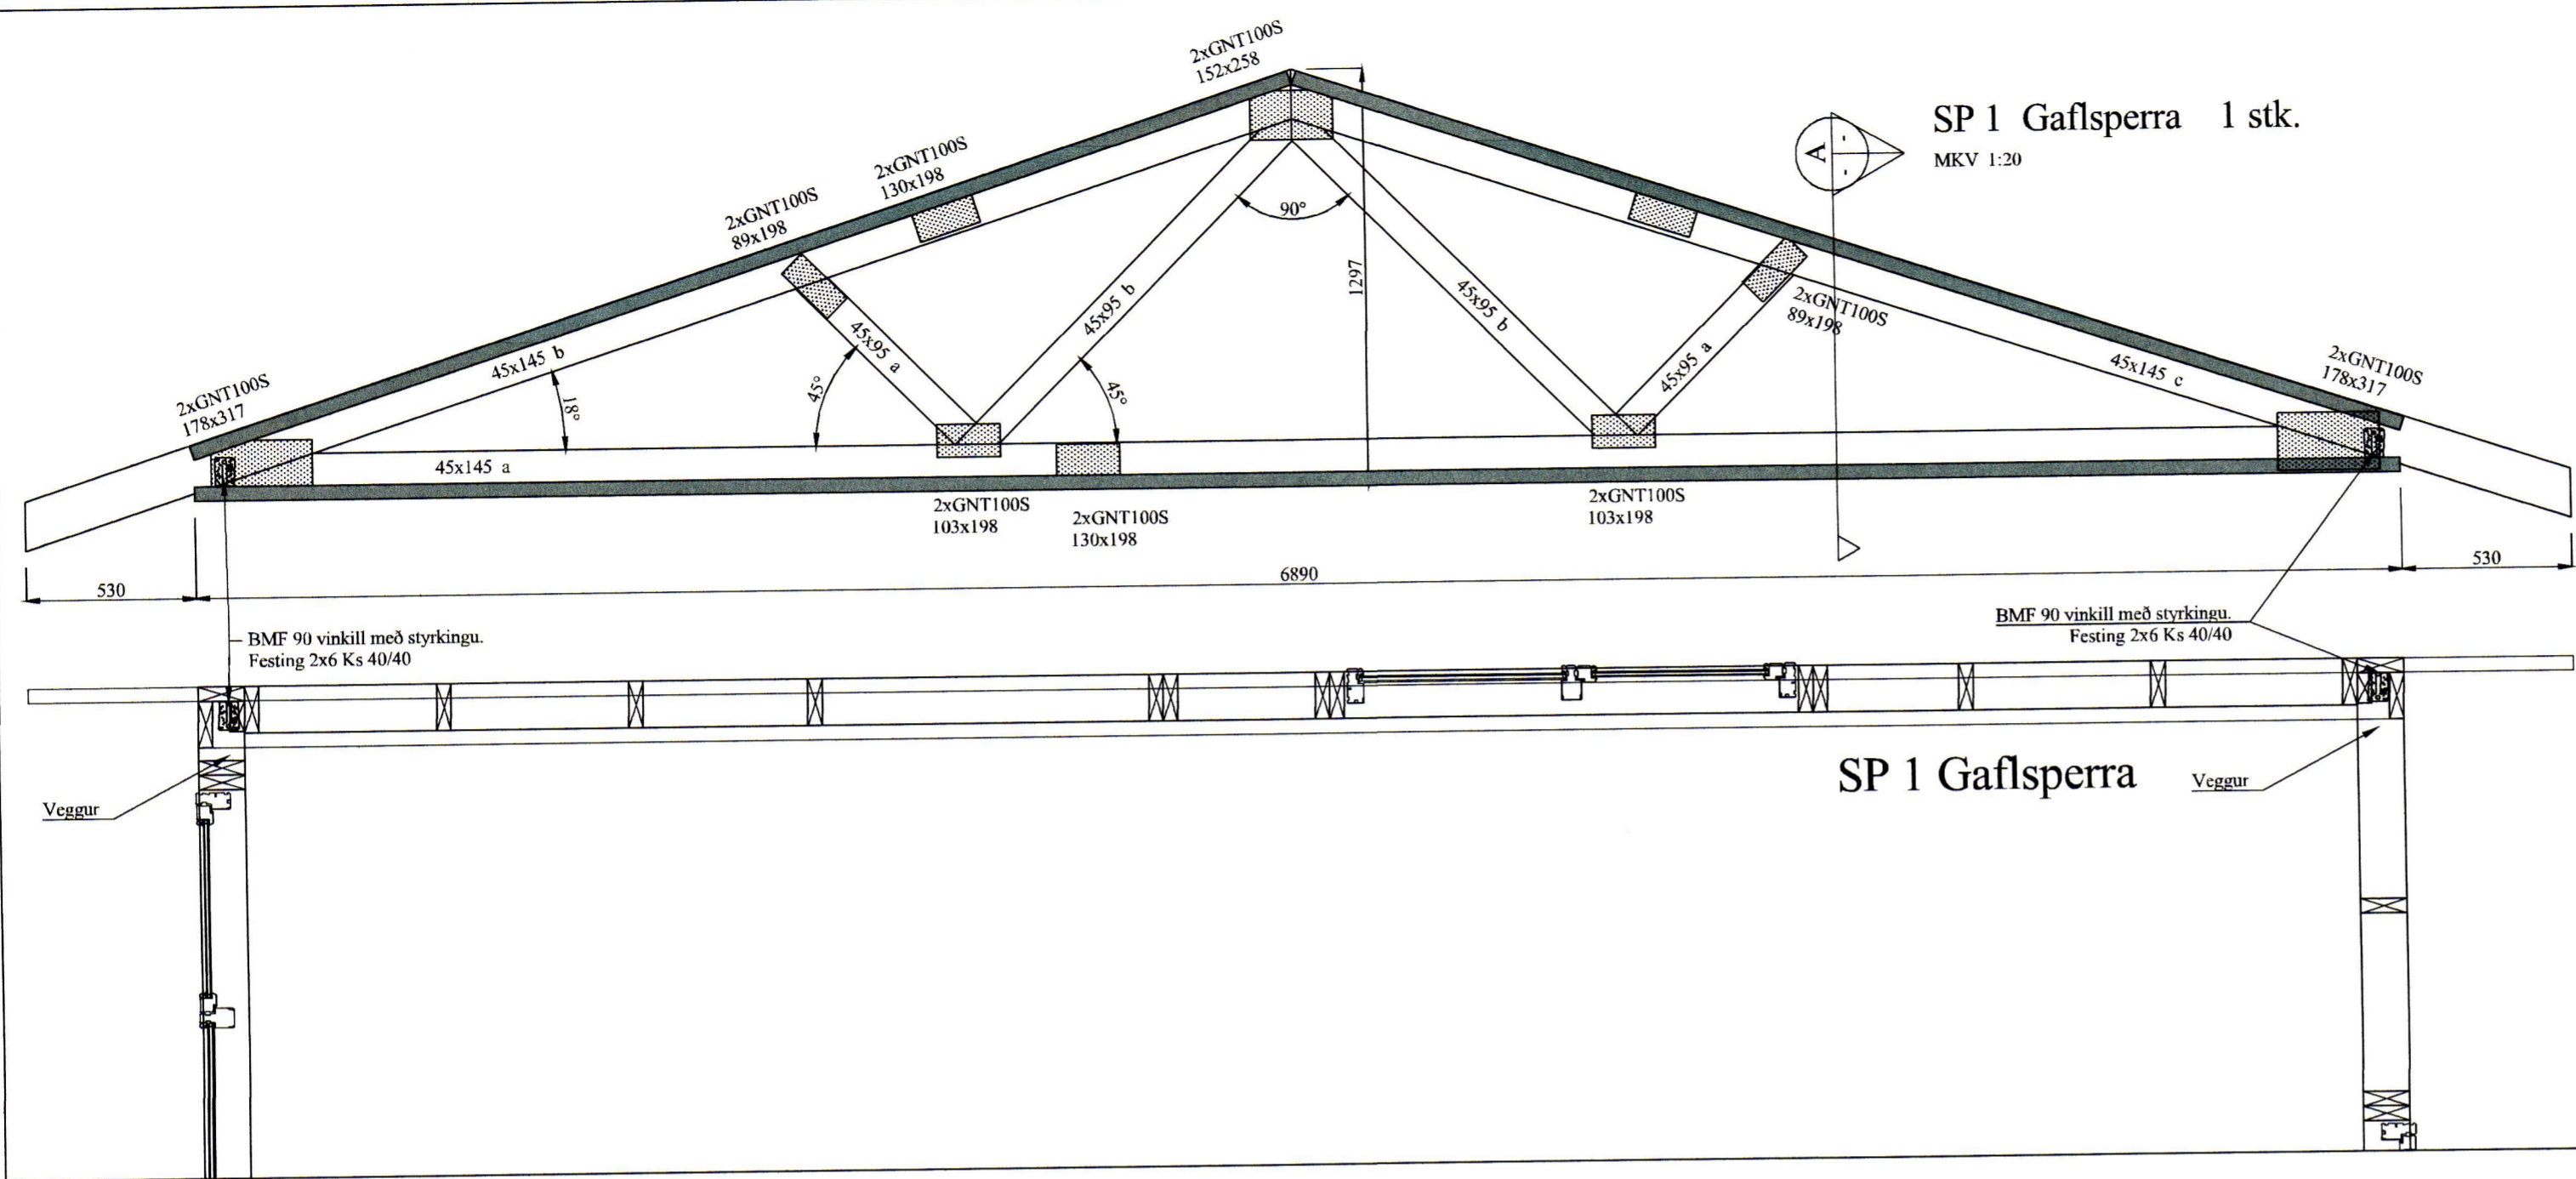 2xGNT100S
152x258
SP 1 Gaflsperra 1 stk.
MKV 1:20
A
2xGNT100S
130x198
2xGNT100S
89x198
90°
1297
45x95 b
45x95 b
2xGNT100S
89x198
45x145 b
45x95 a
45x95 a
45x145 c
2xGNT100S
178x317
2xGNT100S
178x317
18°
45°
45°
45x145 a
2xGNT100S
103x198
2xGNT100S
130x198
2xGNT100S
103x198
530
6890
530
BMF 90 vinkill með styrkingu.
Festing 2x6 Ks 40/40
BMF 90 vinkill með styrkingu.
Festing 2x6 Ks 40/40
SP 1 Gaflsperra
Veggur
Veggur